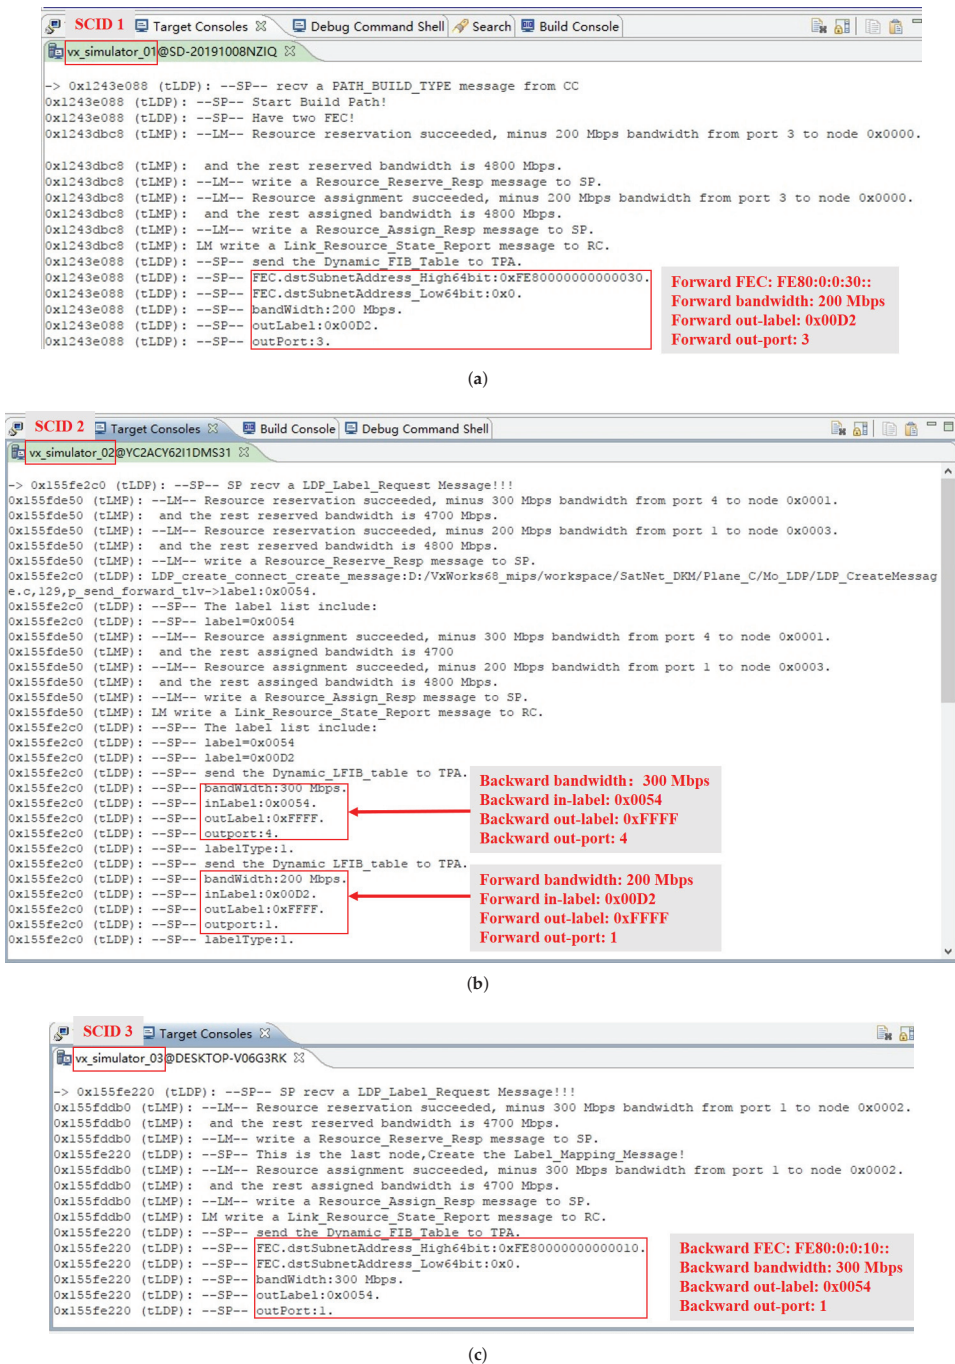 SCID 1 Target Consoles Debug Command Shell Search Build Console
vx_simulator_01@SD-20191008NZIQ
-> 0x1243e088 (tLDP): --SP-- recv a PATH_BUILD_TYPE message from CC
0x1243e088 (tLDP): --SP-- Start Build Path!
0x1243e088 (tLDP): --SP-- Have two FEC!
0x1243dbc8 (tLMP): --LM-- Resource reservation succeeded, minus 200 Mbps bandwidth from port 3 to node 0x0000.
0x1243dbc8 (tLMP): and the rest reserved bandwidth is 4800 Mbps.
0x1243dbc8 (tLMP): --LM-- write a Resource_Reserve_Resp message to SP.
0x1243dbc8 (tLMP): --LM-- Resource assignment succeeded, minus 200 Mbps bandwidth from port 3 to node 0x0000.
0x1243dbc8 (tLMP): and the rest assigned bandwidth is 4800 Mbps.
0x1243dbc8 (tLMP): --LM-- write a Resource_Assign_Resp message to SP.
0x1243dbc8 (tLMP): LM write a Link_Resource_State_Report message to RC.
0x1243e088 (tLDP): --SP-- send the Dynamic_FIB_Table to TPA.
0x1243e088 (tLDP): --SP-- FEC.dstSubnetAddress_High64bit:0xFE80000000000030.
0x1243e088 (tLDP): --SP-- FEC.dstSubnetAddress_Low64bit:0x0.
0x1243e088 (tLDP): --SP-- bandWidth:200 Mbps.
0x1243e088 (tLDP): --SP-- outLabel:0x00D2.
0x1243e088 (tLDP): --SP-- outPort:3.
Forward FEC: FE80:0:0:30::
Forward bandwidth: 200 Mbps
Forward out-label: 0x00D2
Forward out-port: 3
(a)
SCID 2 Target Consoles Build Console Debug Command Shell
vx_simulator_02@YC2ACY62I1DMS31
-> 0x155fe2c0 (tLDP): --SP-- SP recv a LDP_Label_Request Message!!!
0x155fde50 (tLMP): --LM-- Resource reservation succeeded, minus 300 Mbps bandwidth from port 4 to node 0x0001.
0x155fde50 (tLMP): and the rest reserved bandwidth is 4700 Mbps.
0x155fde50 (tLMP): --LM-- Resource reservation succeeded, minus 200 Mbps bandwidth from port 1 to node 0x0003.
0x155fde50 (tLMP): and the rest reserved bandwidth is 4800 Mbps.
0x155fde50 (tLMP): --LM-- write a Resource_Reserve_Resp message to SP.
0x155fe2c0 (tLDP): LDP_create_connect_create_message:D:/VxWorks68_mips/workspace/SatNet_DKM/Plane_C/Mo_LDP/LDP_CreateMessag
e.c,129,p_send_forward_tlv->label:0x0054.
0x155fe2c0 (tLDP): --SP-- The label list include:
0x155fe2c0 (tLDP): --SP-- label=0x0054
0x155fde50 (tLMP): --LM-- Resource assignment succeeded, minus 300 Mbps bandwidth from port 4 to node 0x0001.
0x155fde50 (tLMP): and the rest assigned bandwidth is 4700
0x155fde50 (tLMP): --LM-- Resource assignment succeeded, minus 200 Mbps bandwidth from port 1 to node 0x0003.
0x155fde50 (tLMP): and the rest assinged bandwidth is 4800 Mbps.
0x155fde50 (tLMP): --LM-- write a Resource_Assign_Resp message to SP.
0x155fde50 (tLMP): LM write a Link_Resource_State_Report message to RC.
0x155fe2c0 (tLDP): --SP-- The label list include:
0x155fe2c0 (tLDP): --SP-- label=0x0054
0x155fe2c0 (tLDP): --SP-- label=0x00D2
0x155fe2c0 (tLDP): --SP-- send the Dynamic_LFIB_table to TPA.
0x155fe2c0 (tLDP): --SP-- bandWidth:300 Mbps.
0x155fe2c0 (tLDP): --SP-- inLabel:0x0054.
0x155fe2c0 (tLDP): --SP-- outLabel:0xFFFF.
0x155fe2c0 (tLDP): --SP-- outport:4.
0x155fe2c0 (tLDP): --SP-- labelType:1.
0x155fe2c0 (tLDP): --SP-- send the Dynamic_LFIB_table to TPA.
0x155fe2c0 (tLDP): --SP-- bandWidth:200 Mbps.
0x155fe2c0 (tLDP): --SP-- inLabel:0x00D2.
0x155fe2c0 (tLDP): --SP-- outLabel:0xFFFF.
0x155fe2c0 (tLDP): --SP-- outport:1.
0x155fe2c0 (tLDP): --SP-- labelType:1.
Backward bandwidth: 300 Mbps
Backward in-label: 0x0054
Backward out-label: 0xFFFF
Backward out-port: 4
Forward bandwidth: 200 Mbps
Forward in-label: 0x00D2
Forward out-label: 0xFFFF
Forward out-port: 1
(b)
SCID 3 Target Consoles
vx_simulator_03@DESKTOP-V06G3RK
-> 0x155fe220 (tLDP): --SP-- SP recv a LDP_Label_Request Message!!!
0x155fddb0 (tLMP): --LM-- Resource reservation succeeded, minus 300 Mbps bandwidth from port 1 to node 0x0002.
0x155fddb0 (tLMP): and the rest reserved bandwidth is 4700 Mbps.
0x155fddb0 (tLMP): --LM-- write a Resource_Reserve_Resp message to SP.
0x155fe220 (tLDP): --SP-- This is the last node,Create the Label_Mapping_Message!
0x155fddb0 (tLMP): --LM-- Resource assignment succeeded, minus 300 Mbps bandwidth from port 1 to node 0x0002.
0x155fddb0 (tLMP): and the rest assigned bandwidth is 4700 Mbps.
0x155fddb0 (tLMP): --LM-- write a Resource_Assign_Resp message to SP.
0x155fddb0 (tLMP): LM write a Link_Resource_State_Report message to RC.
0x155fe220 (tLDP): --SP-- send the Dynamic_FIB_Table to TPA.
0x155fe220 (tLDP): --SP-- FEC.dstSubnetAddress_High64bit:0xFE80000000000010.
0x155fe220 (tLDP): --SP-- FEC.dstSubnetAddress_Low64bit:0x0.
0x155fe220 (tLDP): --SP-- bandWidth:300 Mbps.
0x155fe220 (tLDP): --SP-- outLabel:0x0054.
0x155fe220 (tLDP): --SP-- outPort:1.
Backward FEC: FE80:0:0:10::
Backward bandwidth: 300 Mbps
Backward out-label: 0x0054
Backward out-port: 1
(c)